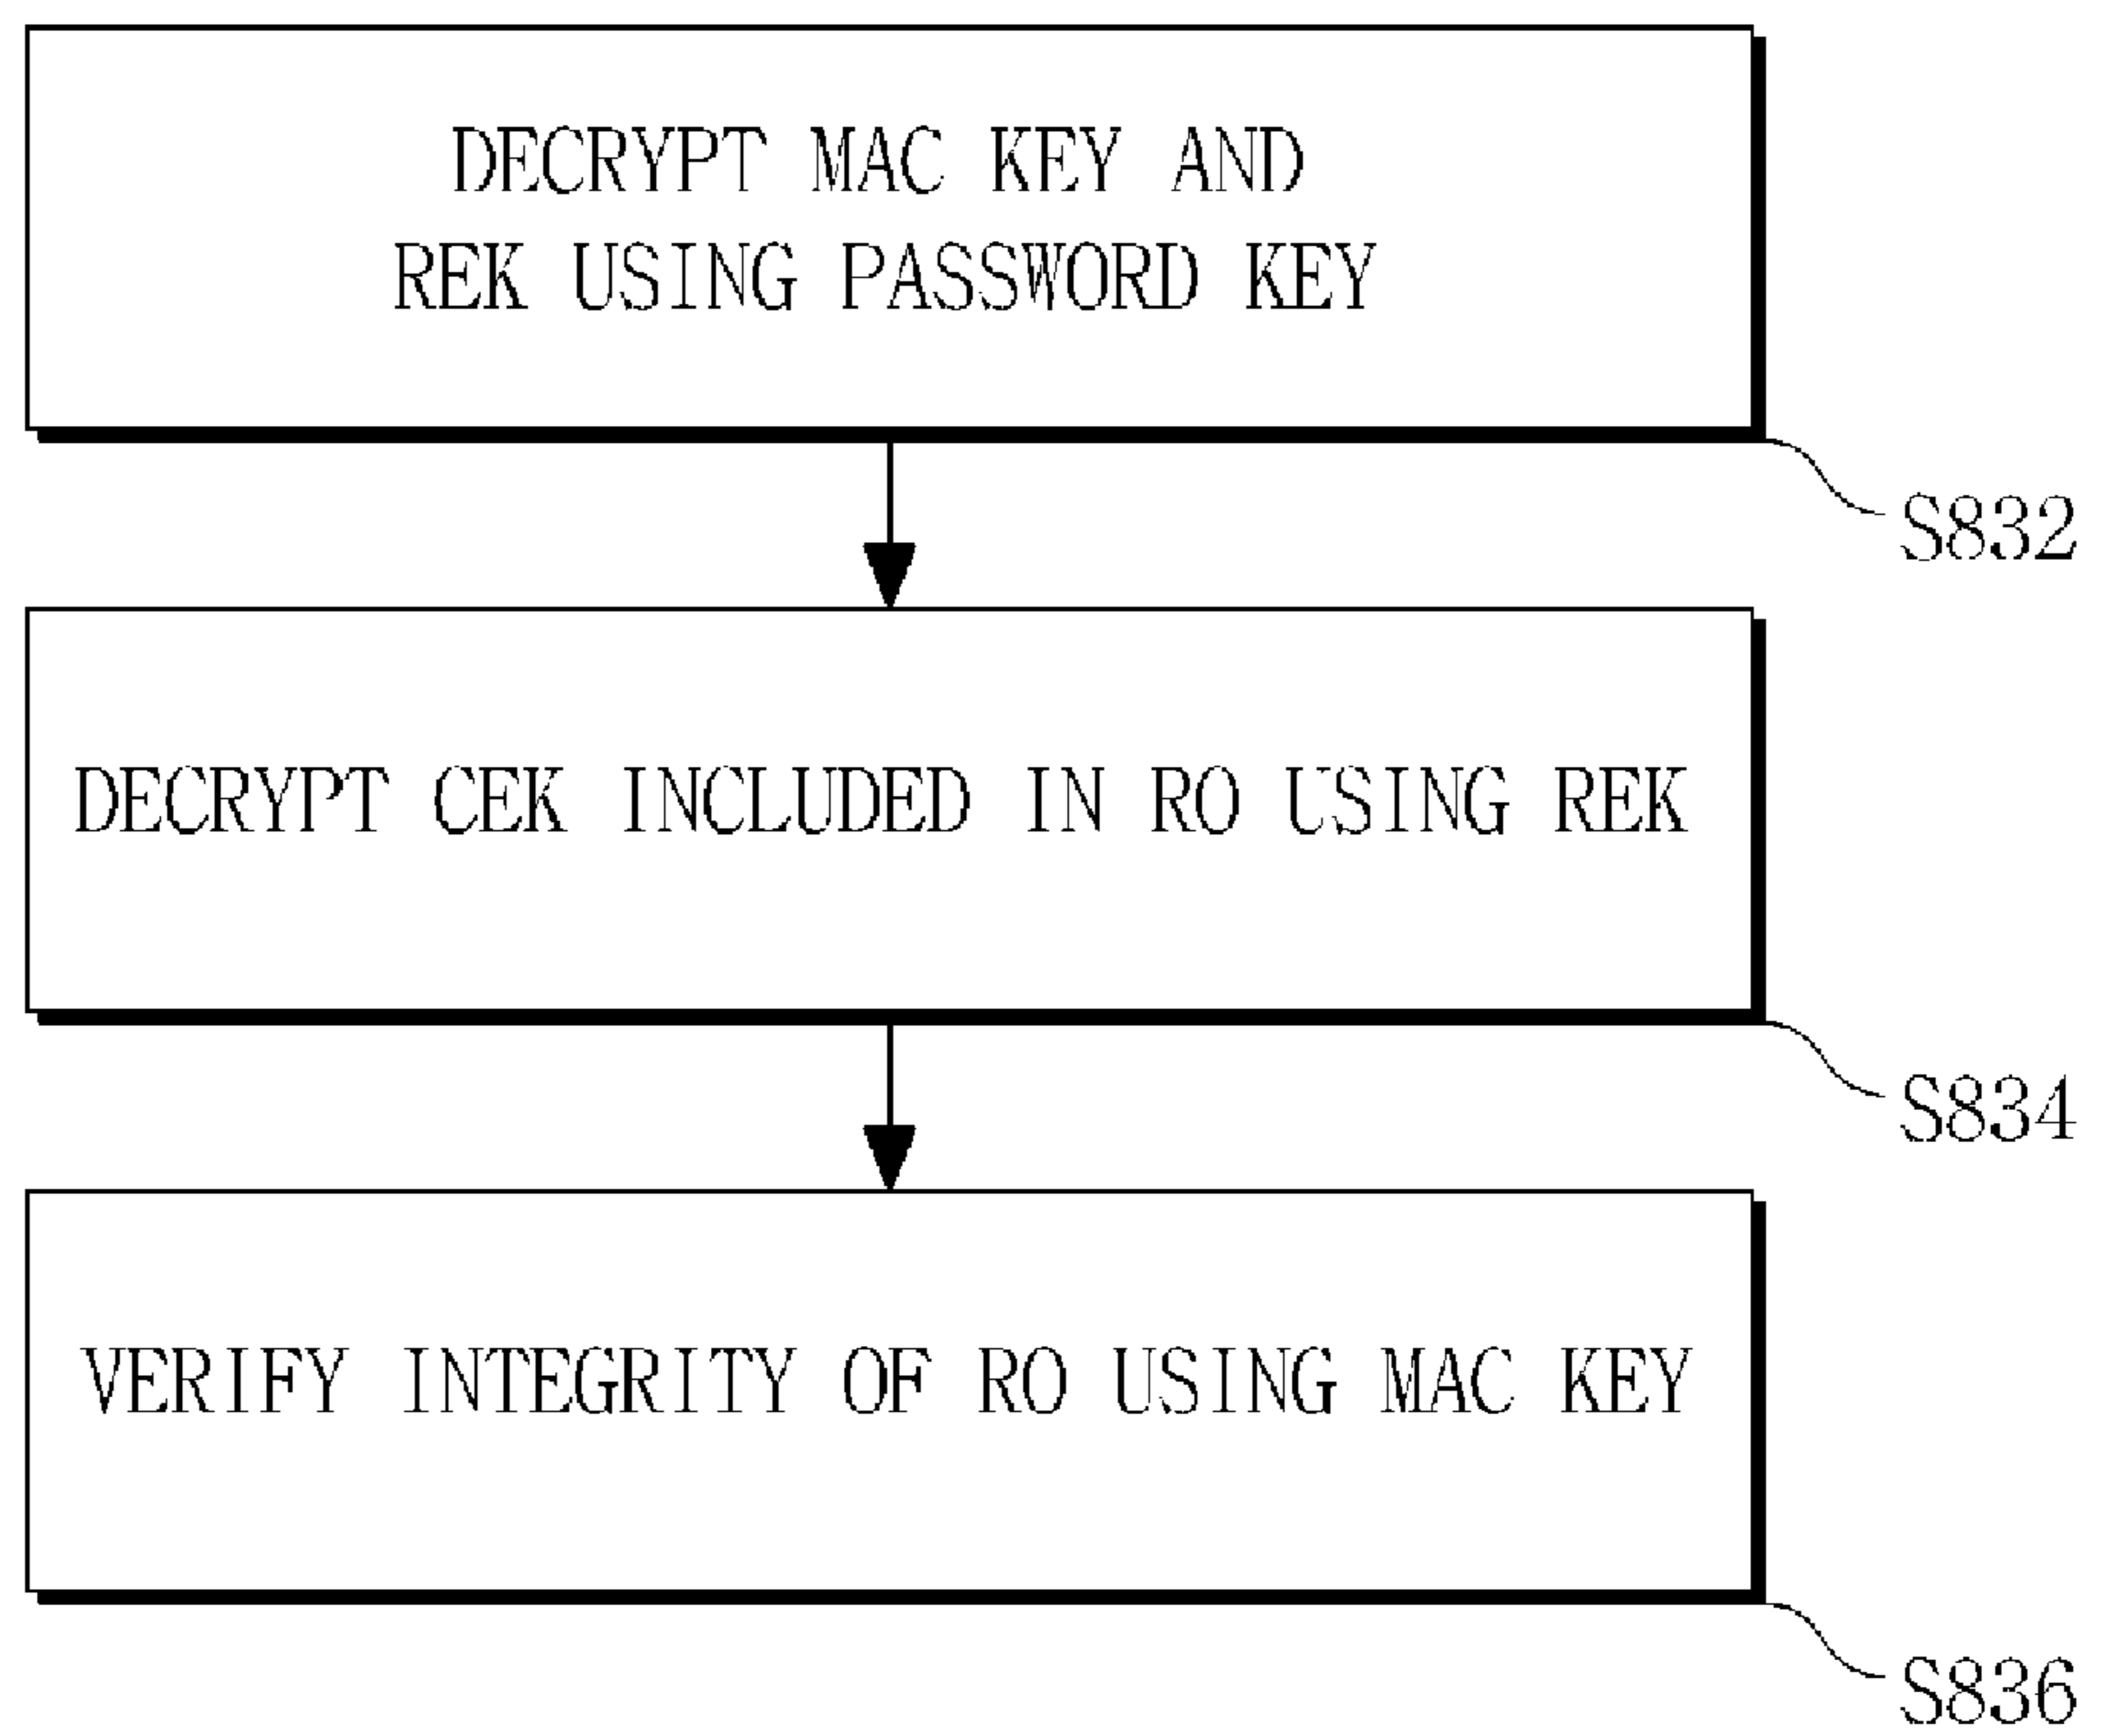 DECRYPT MAC KEY AND
REK USING PASSWORD KEY
S832
DECRYPT CEK INCLUDED IN RO USING REK
S834
VERIFY INTEGRITY OF RO USING MAC KEY
S836